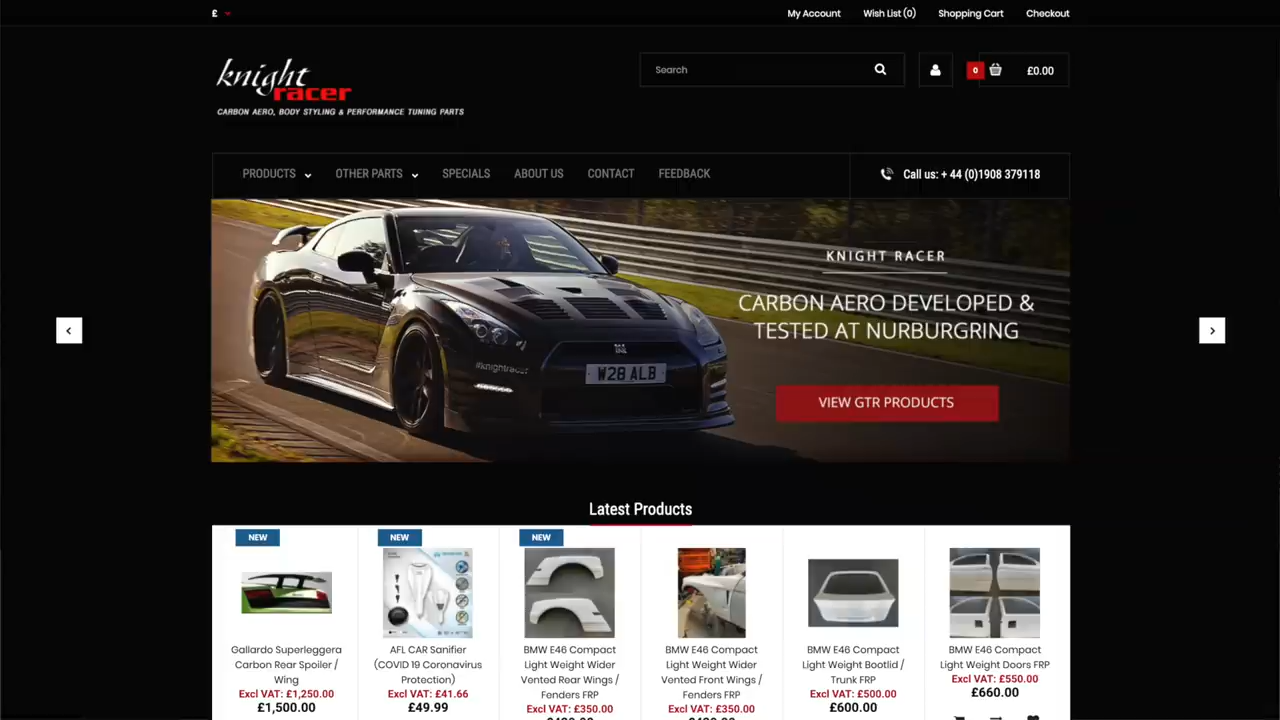 £
My Account
Wish List (0)
Shopping Cart
Checkout
knight
racer
CARBON AERO, BODY STYLING & PERFORMANCE TUNING PARTS
Search
0
£0.00
PRODUCTS
OTHER PARTS
SPECIALS
ABOUT US
CONTACT
FEEDBACK
Call us: + 44 (0)1908 379118
KNIGHT RACER
CARBON AERO DEVELOPED &
TESTED AT NURBURGRING
VIEW GTR PRODUCTS
#knightracer
W28 ALB
Latest Products
NEW
Gallardo Superleggera
Carbon Rear Spoiler /
Wing
Excl VAT: £1,250.00
£1,500.00
NEW
AFL CAR Sanifier
(COVID 19 Coronavirus
Protection)
Excl VAT: £41.66
£49.99
NEW
BMW E46 Compact
Light Weight Wider
Vented Rear Wings /
Fenders FRP
Excl VAT: £350.00
BMW E46 Compact
Light Weight Wider
Vented Front Wings /
Fenders FRP
Excl VAT: £350.00
BMW E46 Compact
Light Weight Bootlid /
Trunk FRP
Excl VAT: £500.00
£600.00
BMW E46 Compact
Light Weight Doors FRP
Excl VAT: £550.00
£660.00